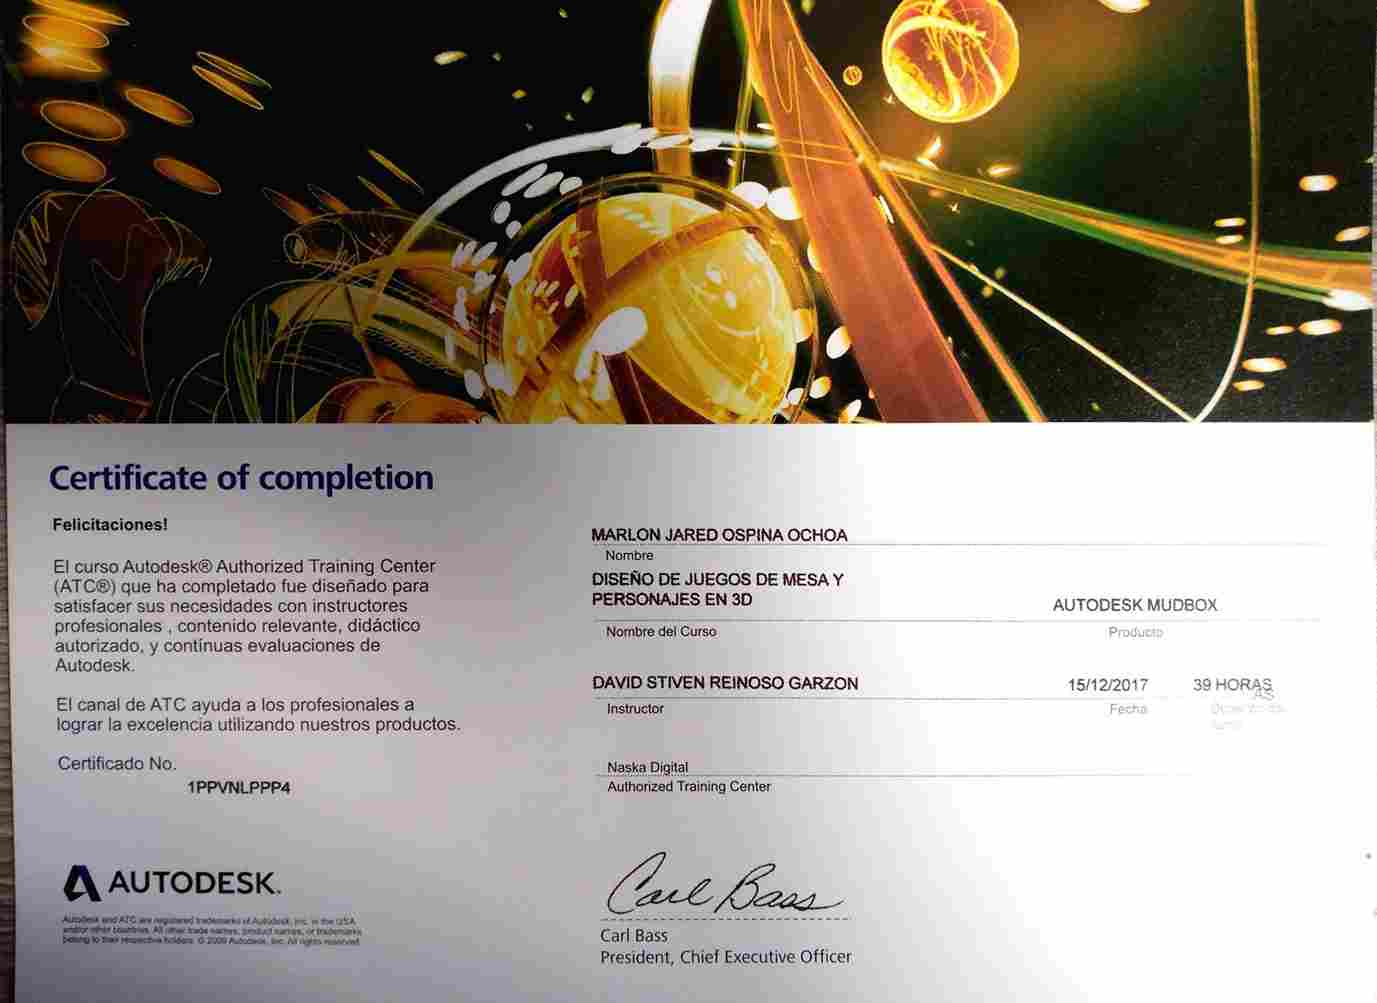 Certificate of completion
Felicitaciones!
El curso Autodesk® Authorized Training Center
(ATC®) que ha completado fue diseñado para
satisfacer sus necesidades con instructores
profesionales , contenido relevante, didáctico
autorizado, y contínuas evaluaciones de
Autodesk.
El canal de ATC ayuda a los profesionales a
lograr la excelencia utilizando nuestros productos.
Certificado No.
1PPVNLPPP4
MARLON JARED OSPINA OCHOA
Nombre
DISEÑO DE JUEGOS DE MESA Y
PERSONAJES EN 3D
AUTODESK MUDBOX
Nombre del Curso
Producto
DAVID STIVEN REINOSO GARZON
15/12/2017
39 HORAS
AS
Instructor
Fecha
Naska Digital
Authorized Training Center
AUTODESK.
Autodesk and ATC are registered trademarks of Autodesk, Inc. in the USA
and/or other countries. All other trade names, product names, or trademarks
belong to their respective holders. © 2009 Autodesk, Inc. All rights reserved
Carl Bass
Carl Bass
President, Chief Executive Officer